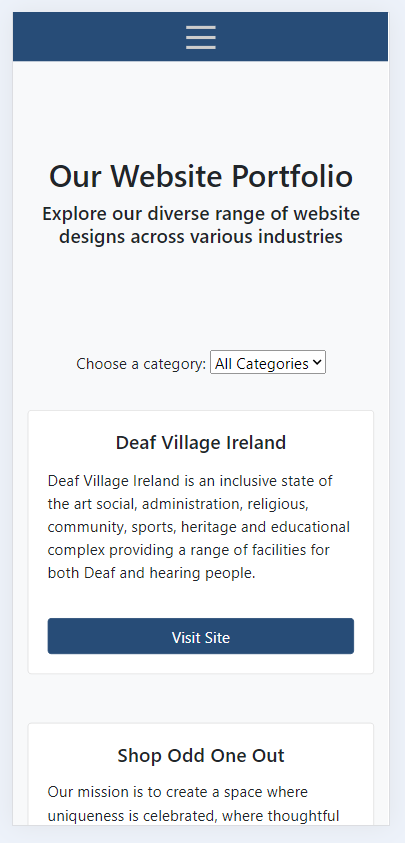 Our Website Portfolio
Explore our diverse range of website
designs across various industries
Choose a category: All Categories
Deaf Village Ireland
Deaf Village Ireland is an inclusive state of
the art social, administration, religious,
community, sports, heritage and educational
complex providing a range of facilities for
both Deaf and hearing people.
Visit Site
Shop Odd One Out
Our mission is to create a space where
uniqueness is celebrated, where thoughtful